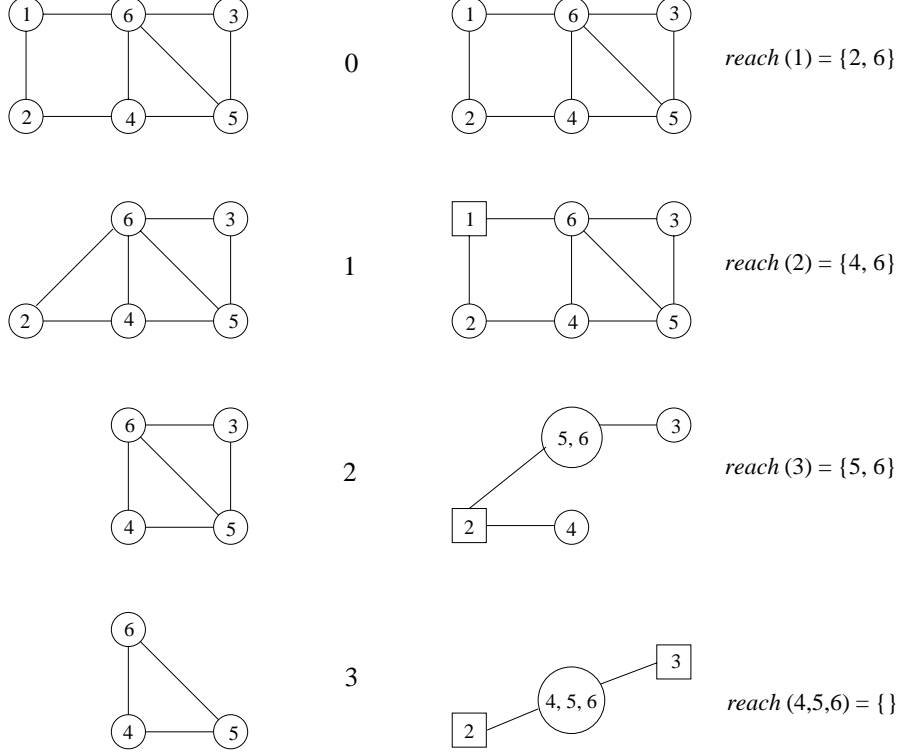 1 6 3 1 6 3
0
reach (1) = {2, 6}
2 4 5 2 4 5
6 3 1 6 3
1
reach (2) = {4, 6}
2 4 5 2 4 5
6 3 5, 6 3
2
reach (3) = {5, 6}
4 5 2 4
6
3
3
4, 5, 6
reach (4,5,6) = {}
4 5 2